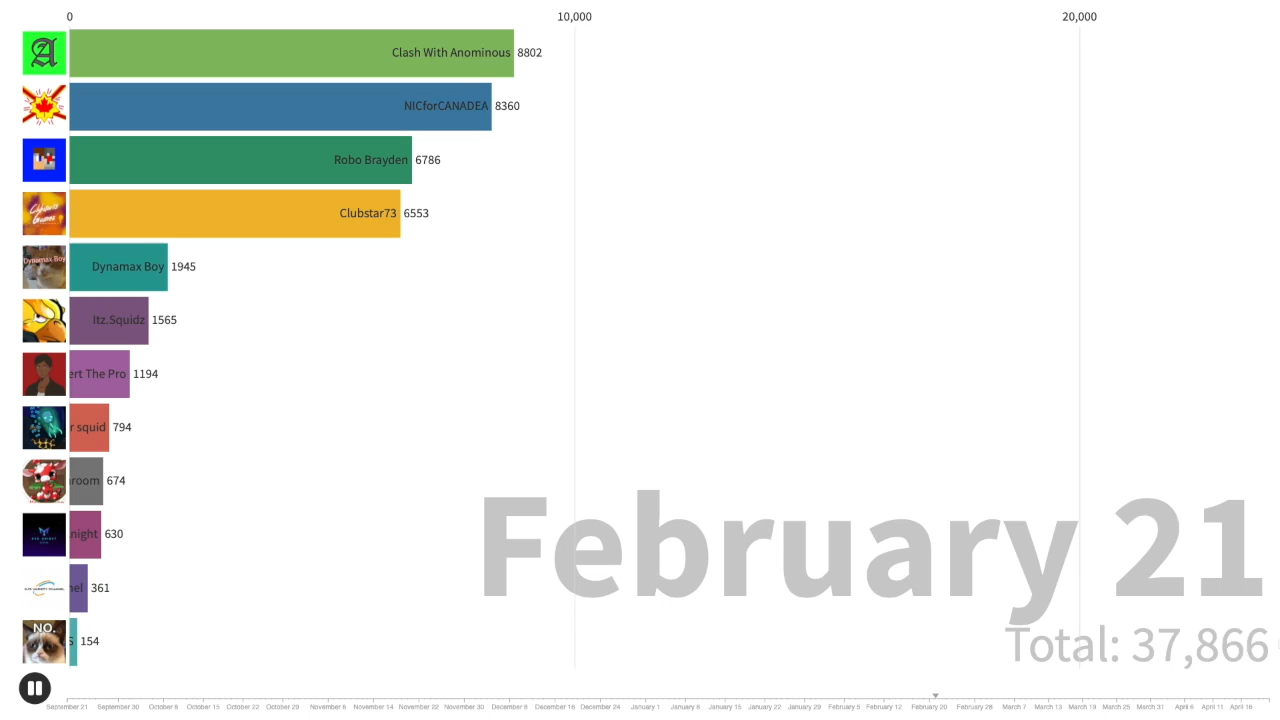 0 10,000 20,000
Clash With Anominous 8802
NICforCANADEA 8360
Robo Brayden 6786
Clubstar73 6553
Dynamax Boy
Dynamax Boy 1945
Itz.Squidz 1565
ert The Pro 1194
r squid 794
room 674
night 630
nel 361
NO.
S 154
February 21
Total: 37,866
September 21 September 30 October 8 October 15 October 22 October 29 November 6 November 14 November 22 November 30 December 8 December 16 December 24 January 1 January 8 January 15 January 22 January 29 February 5 February 12 February 20 February 28 March 7 March 13 March 19 March 25 March 31 April 6 April 11 April 16